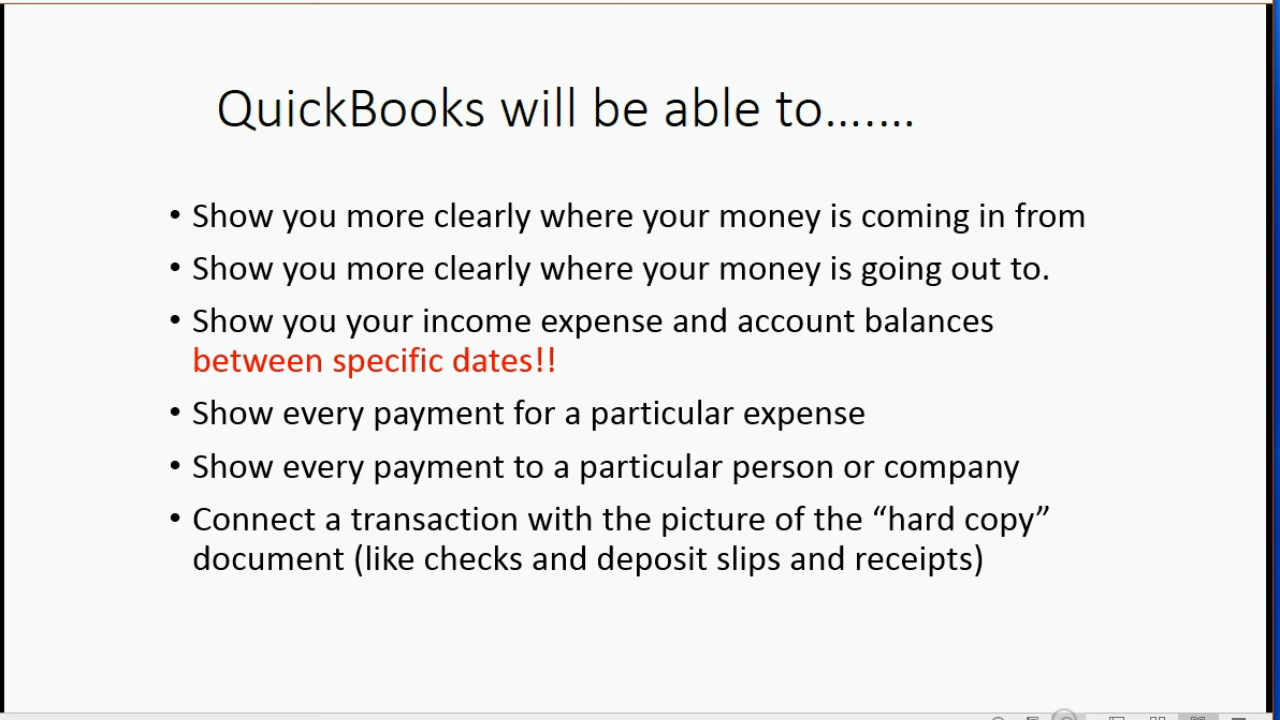 QuickBooks will be able to…….
• Show you more clearly where your money is coming in from
• Show you more clearly where your money is going out to.
• Show you your income expense and account balances
between specific dates!!
• Show every payment for a particular expense
• Show every payment to a particular person or company
• Connect a transaction with the picture of the “hard copy”
document (like checks and deposit slips and receipts)